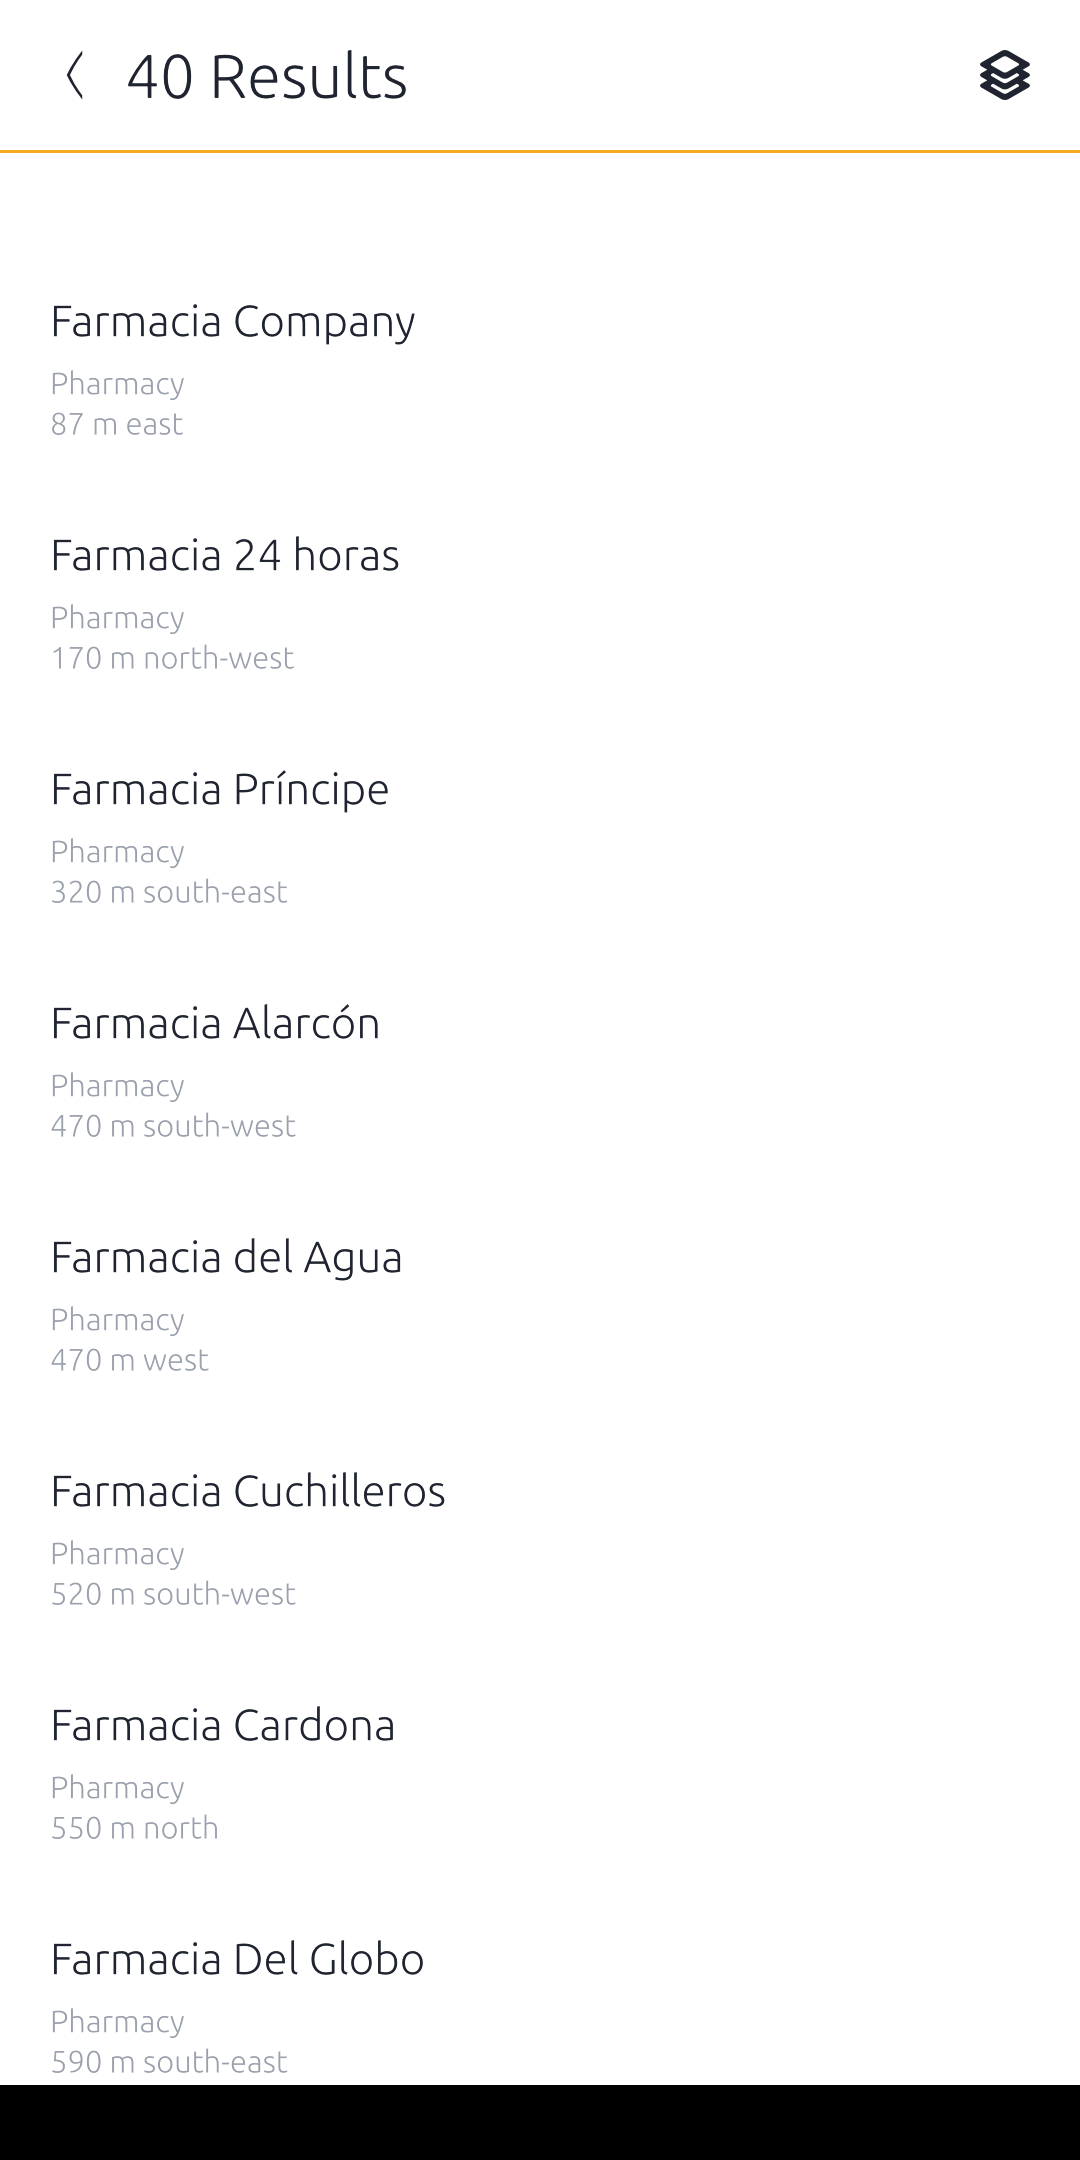 40 Results
Farmacia Company
Pharmacy
87 m east
Farmacia 24 horas
Pharmacy
170 m north-west
Farmacia Príncipe
Pharmacy
320 m south-east
Farmacia Alarcón
Pharmacy
470 m south-west
Farmacia del Agua
Pharmacy
470 m west
Farmacia Cuchilleros
Pharmacy
520 m south-west
Farmacia Cardona
Pharmacy
550 m north
Farmacia Del Globo
Pharmacy
590 m south-east